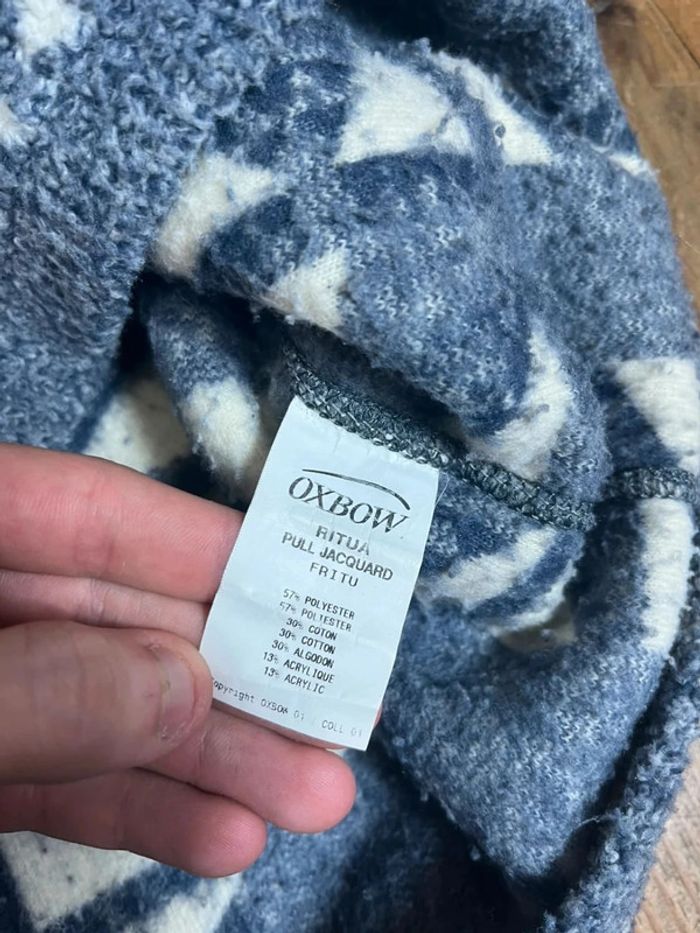 OXBOW
RITUA
PULL JACQUARD
FRITU
57% POLYESTER
57% POLIESTER
30% COTON
30% COTTON
30% ALGODON
13% ACRYLIQUE
13% ACRYLIC
Copyright OXBOW 01 / COLL 01